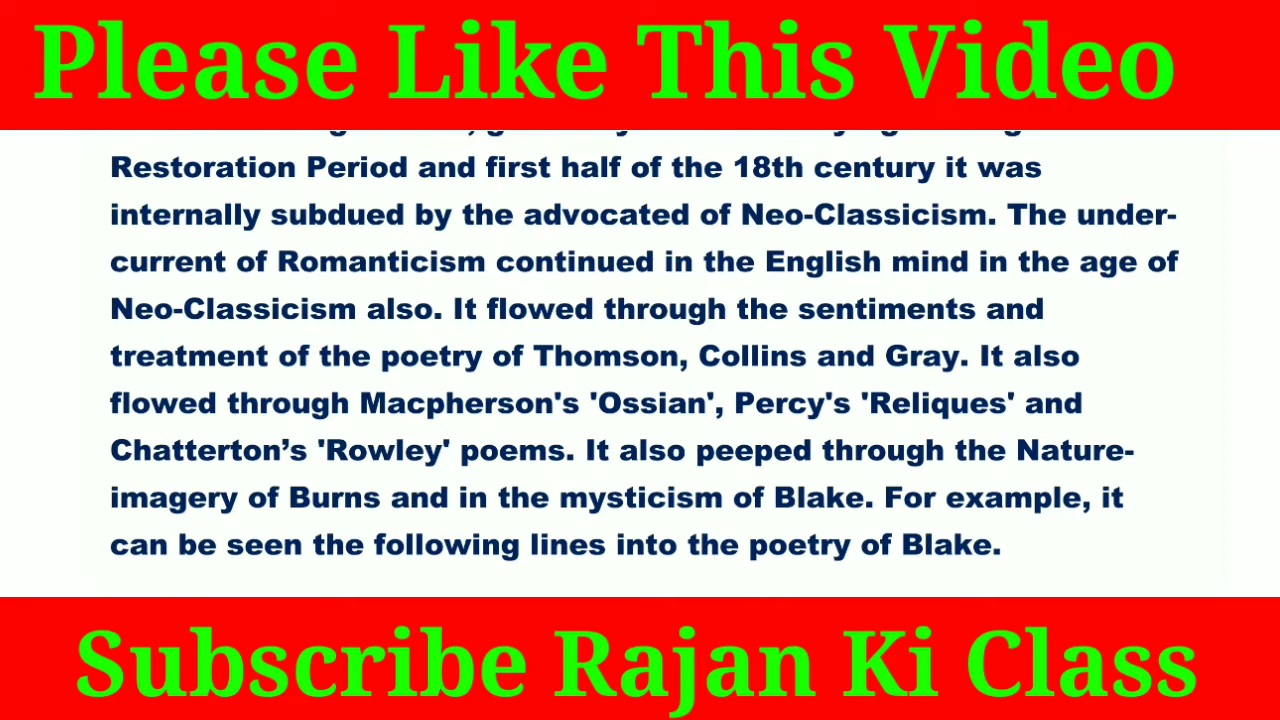 Please Like This Video
Restoration Period and first half of the 18th century it was
internally subdued by the advocated of Neo-Classicism. The under-
current of Romanticism continued in the English mind in the age of
Neo-Classicism also. It flowed through the sentiments and
treatment of the poetry of Thomson, Collins and Gray. It also
flowed through Macpherson's 'Ossian', Percy's 'Reliques' and
Chatterton’s 'Rowley' poems. It also peeped through the Nature-
imagery of Burns and in the mysticism of Blake. For example, it
can be seen the following lines into the poetry of Blake.
Subscribe Rajan Ki Class